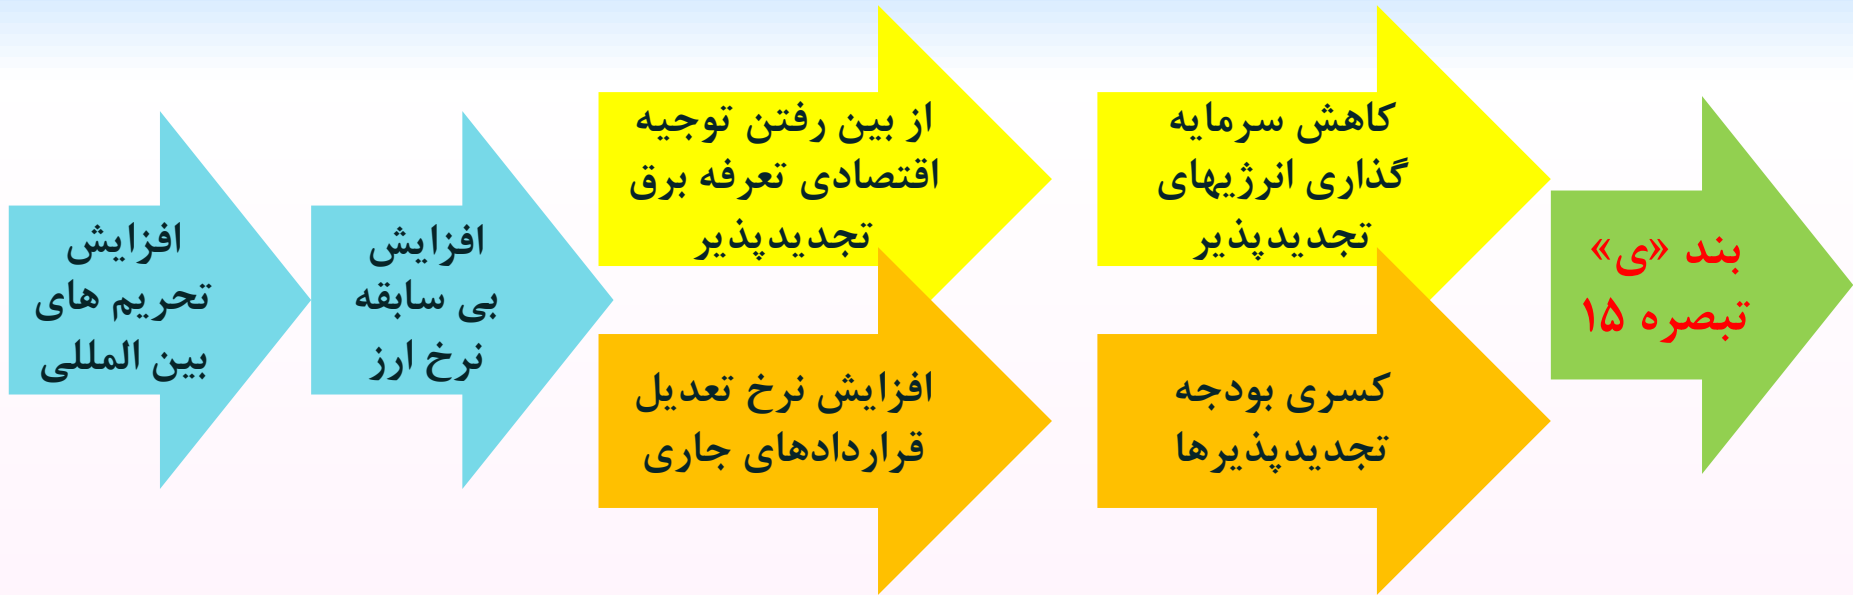 افزایش
تحریم های
بین المللی
افزایش
بی سابقه
نرخ ارز
از بین رفتن توجیه
اقتصادی تعرفه برق
تجدیدپذیر
افزایش نرخ تعدیل
قراردادهای جاری
کاهش سرمایه
گذاری انرژیهای
تجدیدپذیر
کسری بودجه
تجدیدپذیرها
بند «ی»
تبصره ۱۵